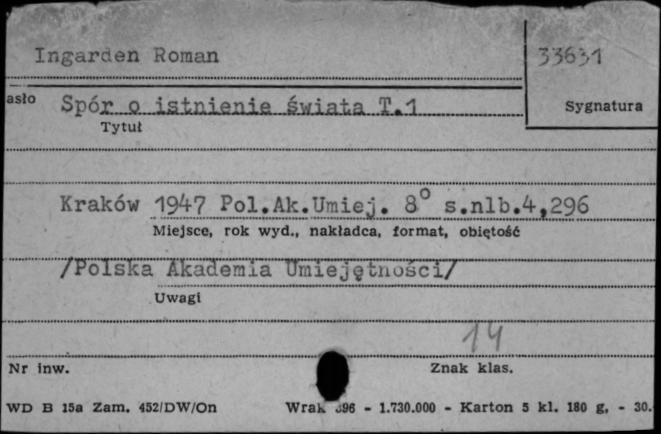 Ingarden Roman
33631
asło
Spór o istnienie świata T.1
Sygnatura
Tytuł
Kraków 1947 Pol.Ak.Umiej. 8° s.nlb.4,296
Miejsce, rok wyd., nakładca, format, objętość
/Polska Akademia Umiejętności/
Uwagi
14
Nr inw.
Znak klas.
WD B 15a Zam. 452/DW/On
Wrak 96 - 1.730.000 - Karton 5 kl. 180 g, - 30.